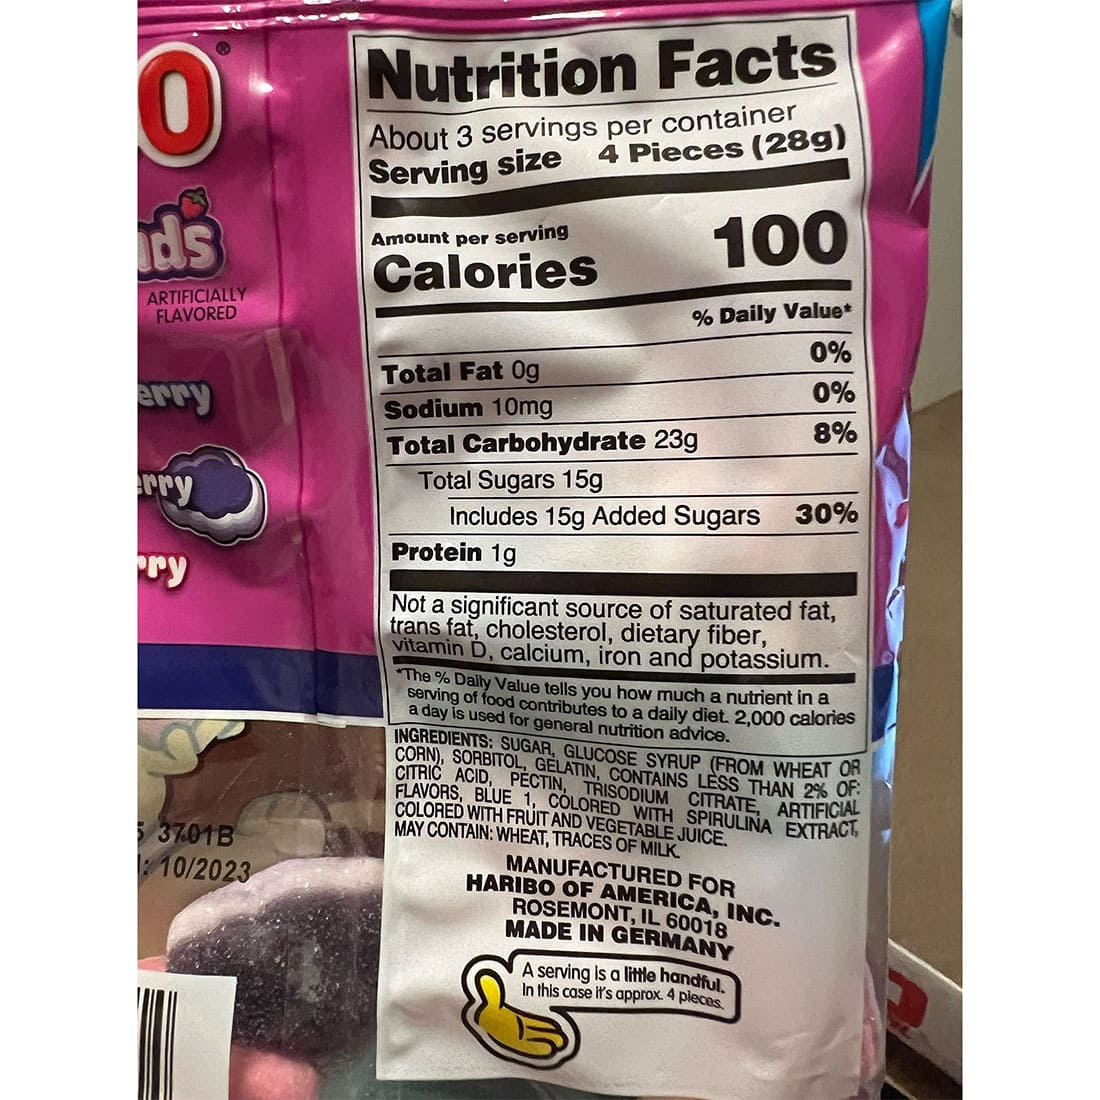 O®
ds
ARTIFICIALLY
FLAVORED
erry
erry
rry
3701B
: 10/2023
Nutrition Facts
About 3 servings per container
Serving size 4 Pieces (28g)
Amount per serving
Calories 100
% Daily Value*
Total Fat 0g 0%
Sodium 10mg 0%
Total Carbohydrate 23g 8%
Total Sugars 15g
Includes 15g Added Sugars 30%
Protein 1g
Not a significant source of saturated fat,
trans fat, cholesterol, dietary fiber,
vitamin D, calcium, iron and potassium.
*The % Daily Value tells you how much a nutrient in a
serving of food contributes to a daily diet. 2,000 calories
a day is used for general nutrition advice.
INGREDIENTS: SUGAR, GLUCOSE SYRUP (FROM WHEAT OR
CORN), SORBITOL, GELATIN, CONTAINS LESS THAN 2% OF:
CITRIC ACID, PECTIN, TRISODIUM CITRATE, ARTIFICIAL
FLAVORS, BLUE 1, COLORED WITH SPIRULINA EXTRACT,
COLORED WITH FRUIT AND VEGETABLE JUICE.
MAY CONTAIN: WHEAT, TRACES OF MILK.
MANUFACTURED FOR
HARIBO OF AMERICA, INC.
ROSEMONT, IL 60018
MADE IN GERMANY
A serving is a little handful.
In this case it's approx. 4 pieces.